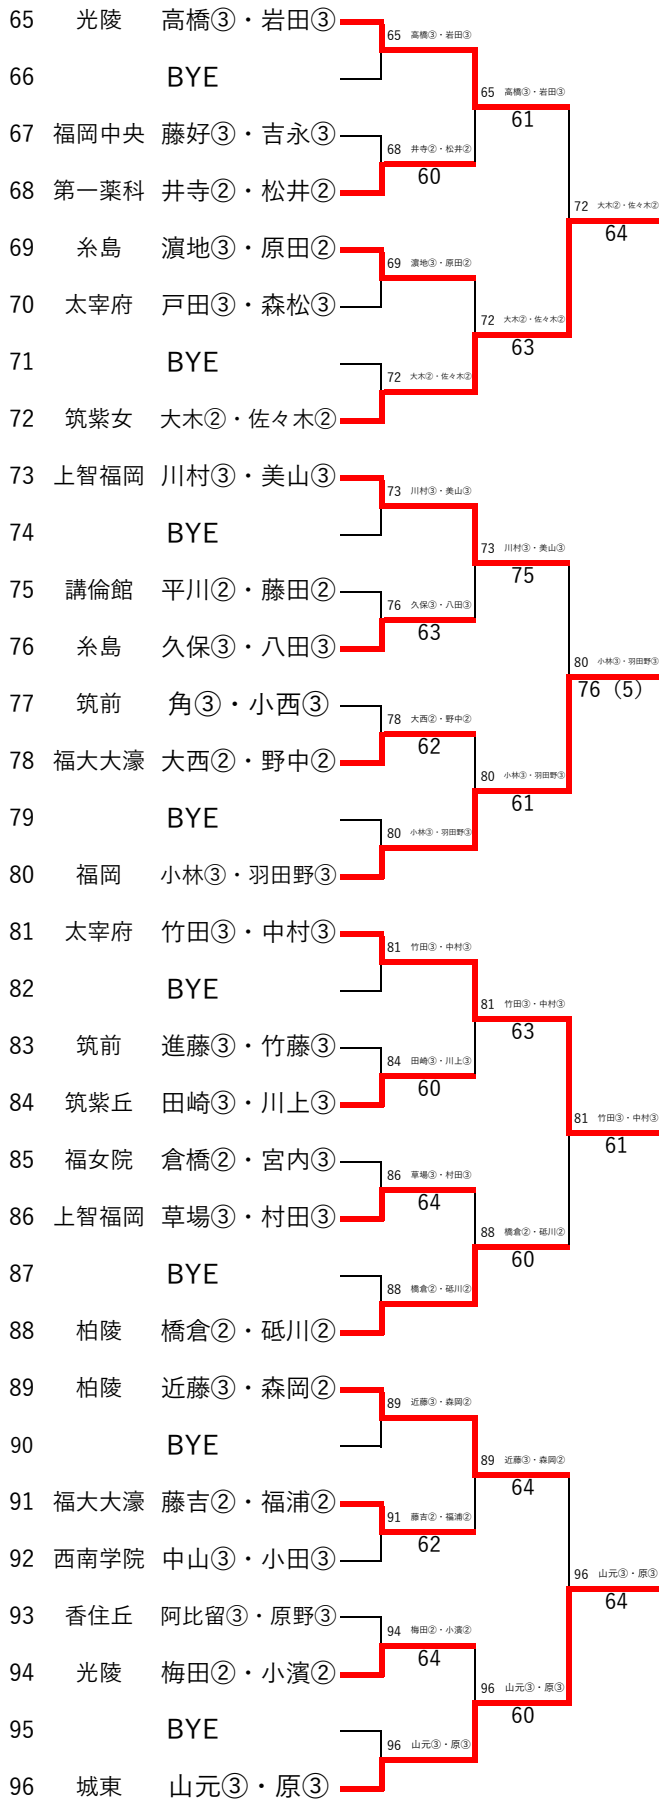 65 光陵 高橋③・岩田③
65 高橋③・岩田③
66 BYE
65 高橋③・岩田③
61
67 福岡中央 藤好③・吉永③
68 井寺②・松井②
60
68 第一薬科 井寺②・松井②
72 大木②・佐々木②
64
69 糸島 濵地③・原田②
69 濵地③・原田②
70 太宰府 戸田③・森松③
72 大木②・佐々木②
63
71 BYE
72 大木②・佐々木②
72 筑紫女 大木②・佐々木②
73 上智福岡 川村③・美山③
73 川村③・美山③
74 BYE
73 川村③・美山③
75
75 講倫館 平川②・藤田②
76 久保③・八田③
63
76 糸島 久保③・八田③
80 小林③・羽田野③
76（5）
77 筑前 角③・小西③
78 大西②・野中②
62
78 福大大濠 大西②・野中②
80 小林③・羽田野③
61
79 BYE
80 小林③・羽田野③
80 福岡 小林③・羽田野③
81 太宰府 竹田③・中村③
81 竹田③・中村③
82 BYE
81 竹田③・中村③
63
83 筑前 進藤③・竹藤③
84 田崎③・川上③
60
84 筑紫丘 田崎③・川上③
81 竹田③・中村③
61
85 福女院 倉橋②・宮内③
86 草場③・村田③
64
86 上智福岡 草場③・村田③
88 橋倉②・砥川②
60
87 BYE
88 橋倉②・砥川②
88 柏陵 橋倉②・砥川②
89 柏陵 近藤③・森岡②
89 近藤③・森岡②
90 BYE
89 近藤③・森岡②
64
91 福大大濠 藤吉②・福浦②
91 藤吉②・福浦②
62
92 西南学院 中山③・小田③
96 山元③・原③
64
93 香住丘 阿比留③・原野③
94 梅田②・小濱②
64
94 光陵 梅田②・小濱②
96 山元③・原③
60
95 BYE
96 山元③・原③
96 城東 山元③・原③